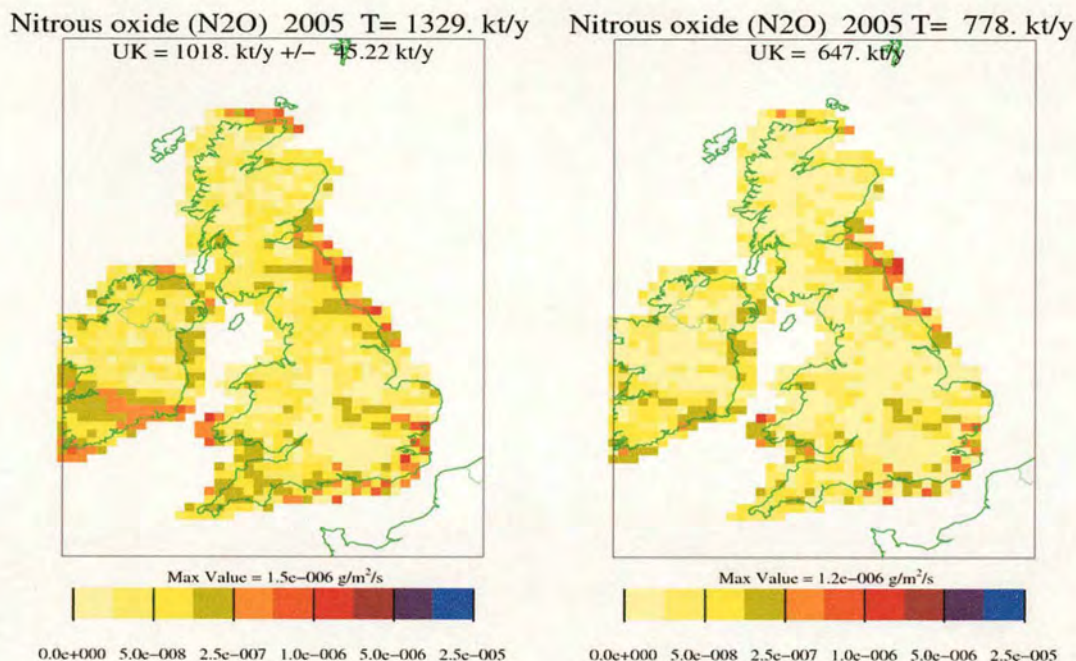 Nitrous oxide (N2O) 2005 T= 1329. kt/y
UK = 1018. kt/y +/- 45.22 kt/y
Max Value = 1.5e-006 g/m²/s
0.0e+000 5.0e-008 2.5e-007 1.0e-006 5.0e-006 2.5e-005
Nitrous oxide (N2O) 2005 T= 778. kt/y
UK = 647. kt/y
Max Value = 1.2e-006 g/m²/s
0.0e+000 5.0e-008 2.5e-007 1.0e-006 5.0e-006 2.5e-005